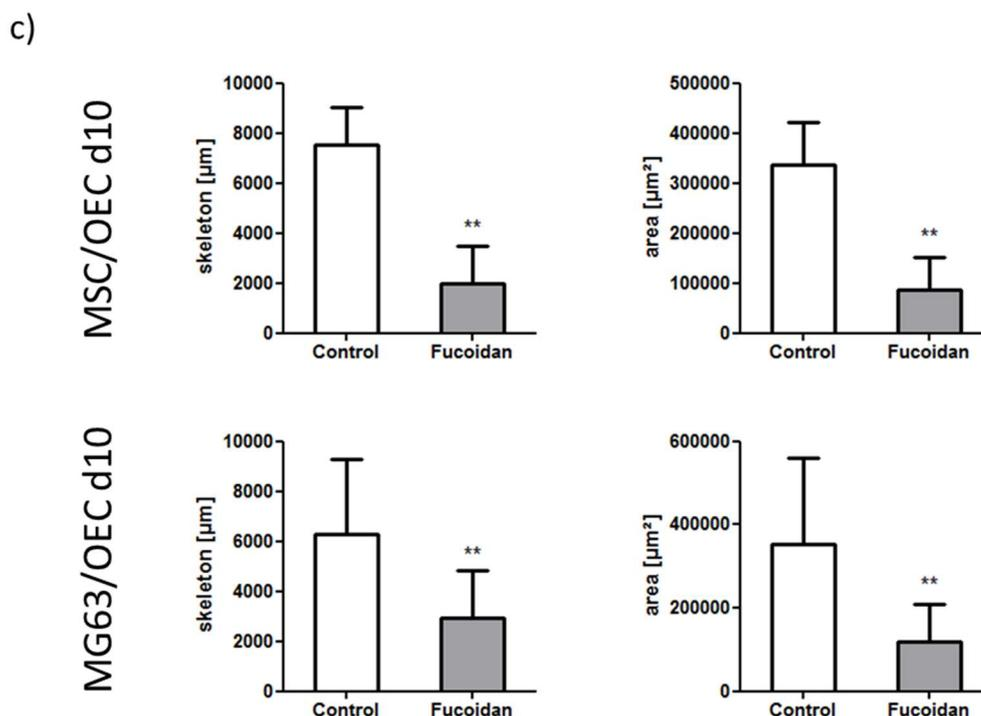 c)
MSC/OEC d10
skeleton [µm]
10000
8000
6000
4000
2000
0
**
Control Fucoidan
area [µm²]
500000
400000
300000
200000
100000
0
**
Control Fucoidan
MG63/OEC d10
skeleton [µm]
10000
8000
6000
4000
2000
0
**
Control Fucoidan
area [µm²]
600000
400000
200000
0
**
Control Fucoidan